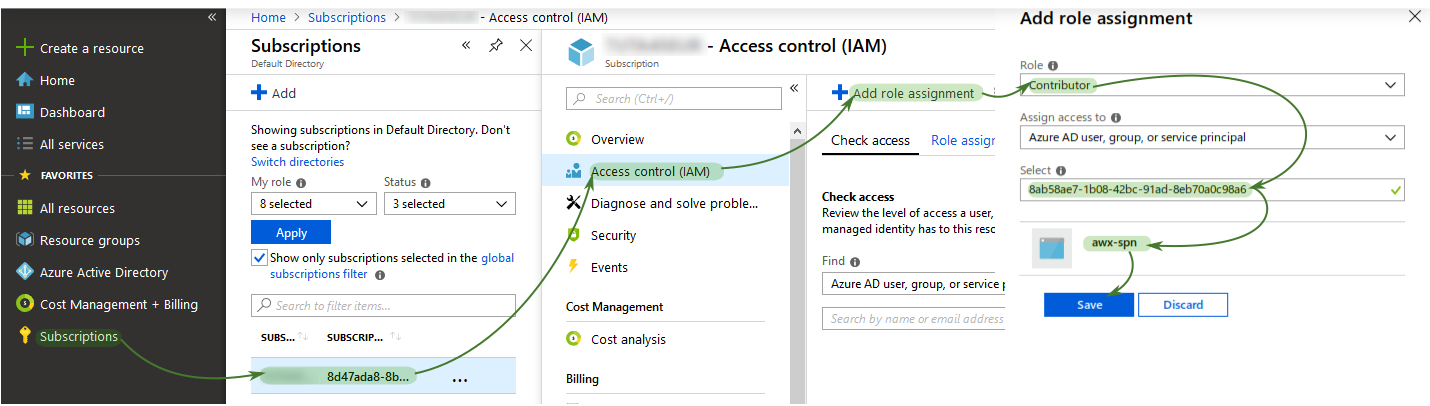 «
Create a resource
Home
Dashboard
All services
FAVORITES
All resources
Resource groups
Azure Active Directory
Cost Management + Billing
Subscriptions
Home > Subscriptions > - Access control (IAM)
Subscriptions
«
Default Directory
Add
Showing subscriptions in Default Directory. Don't
see a subscription?
Switch directories
My role Status
8 selected 3 selected
Apply
Show only subscriptions selected in the global
subscriptions filter
Search to filter items...
SUBS... ↑↓ SUBSCRIP... ↑↓
8d47ada8-8b... ...
- Access control (IAM)
Subscription
Search (Ctrl+/)
«
Overview
Access control (IAM)
Diagnose and solve proble...
Security
Events
Cost Management
Cost analysis
Billing
Add role assignment
Check access Role assig
Check access
Review the level of access a user,
managed identity has to this reso
Find
Azure AD user, group, or service p
Search by name or email address
Add role assignment
Role
Contributor
Assign access to
Azure AD user, group, or service principal
Select
8ab58ae7-1b08-42bc-91ad-8eb70a0c98a6
awx-spn
Save Discard